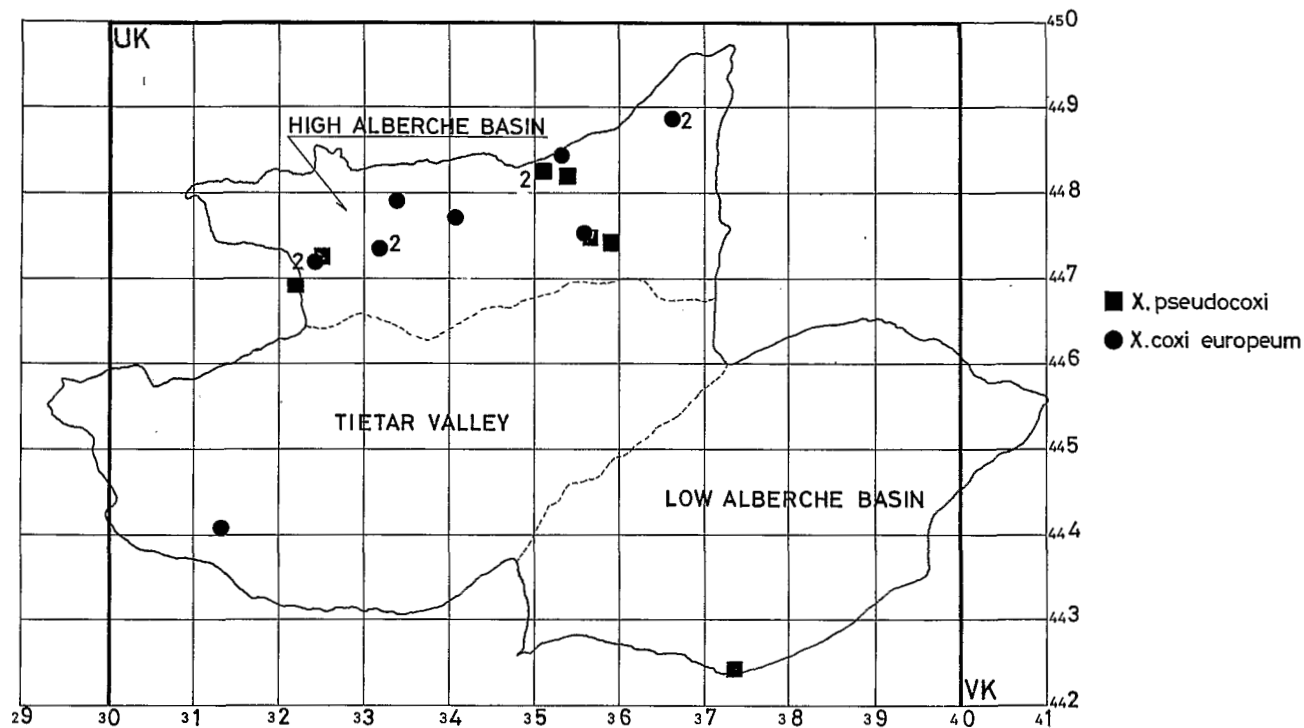 UK
450
449
HIGH ALBERCHE BASIN
2
2
448
2
2
447
X. pseudocoxi
X. coxi europeum
446
TIETAR VALLEY
445
LOW ALBERCHE BASIN
444
443
VK
442
29 30 31 32 33 34 35 36 37 38 39 40 41